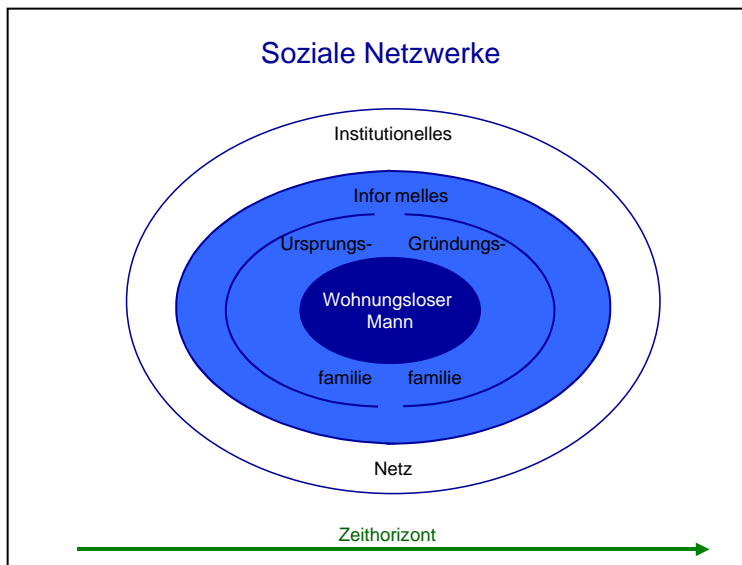 Soziale Netzwerke
Institutionelles
Infor melles
Ursprungs- Gründungs-
Wohnungsloser
Mann
familie familie
Netz
Zeithorizont